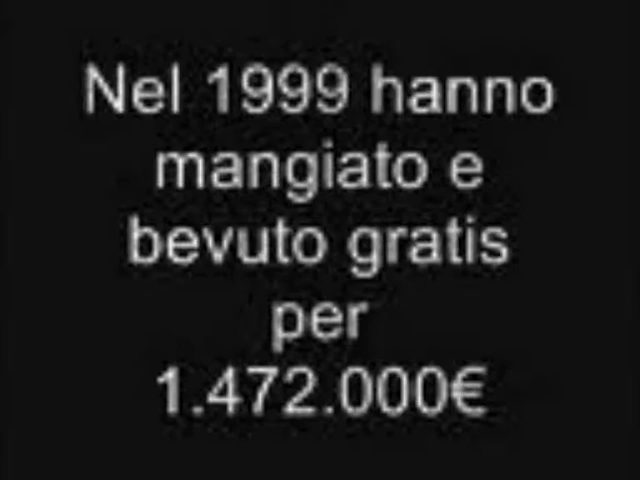 Nel 1999 hanno
mangiato e
bevuto gratis
per
1.472.000€